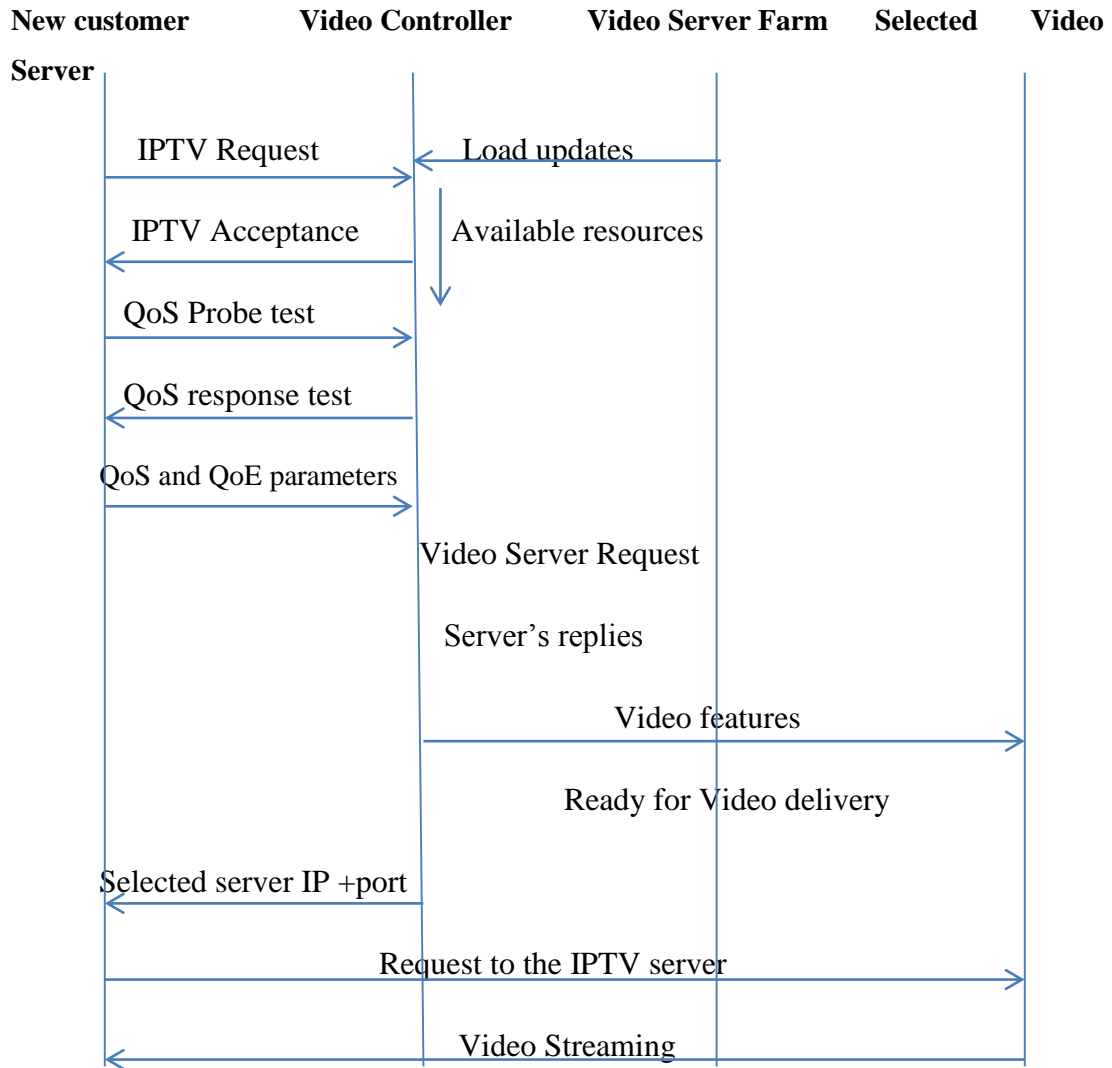 New customer Video Controller Video Server Farm Selected Video
Server
IPTV Request Load updates
IPTV Acceptance Available resources
QoS Probe test
QoS response test
QoS and QoE parameters
Video Server Request
Server’s replies
Video features
Ready for Video delivery
Selected server IP +port
Request to the IPTV server
Video Streaming